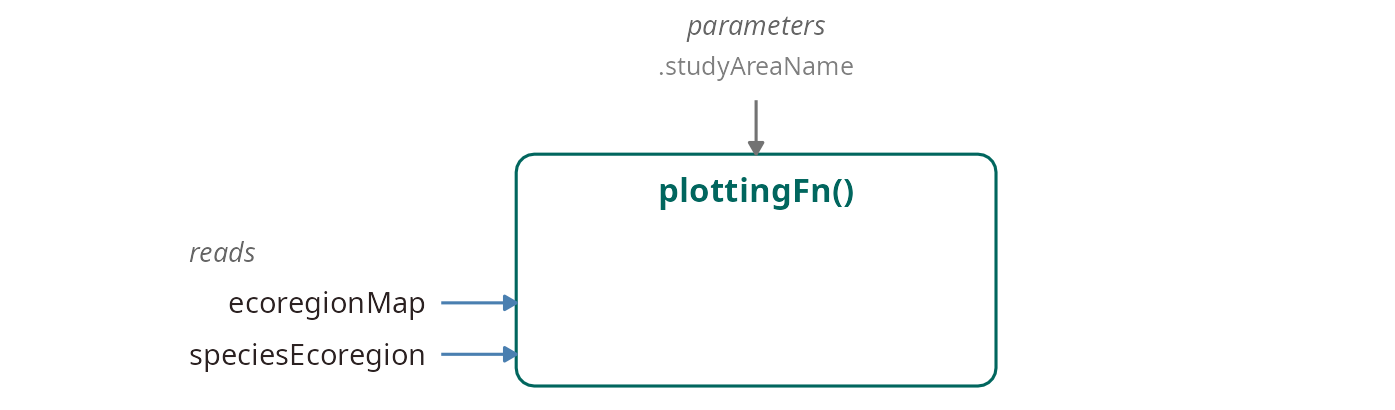 parameters
.studyAreaName
plottingFn()
reads
ecoregionMap
speciesEcoregion